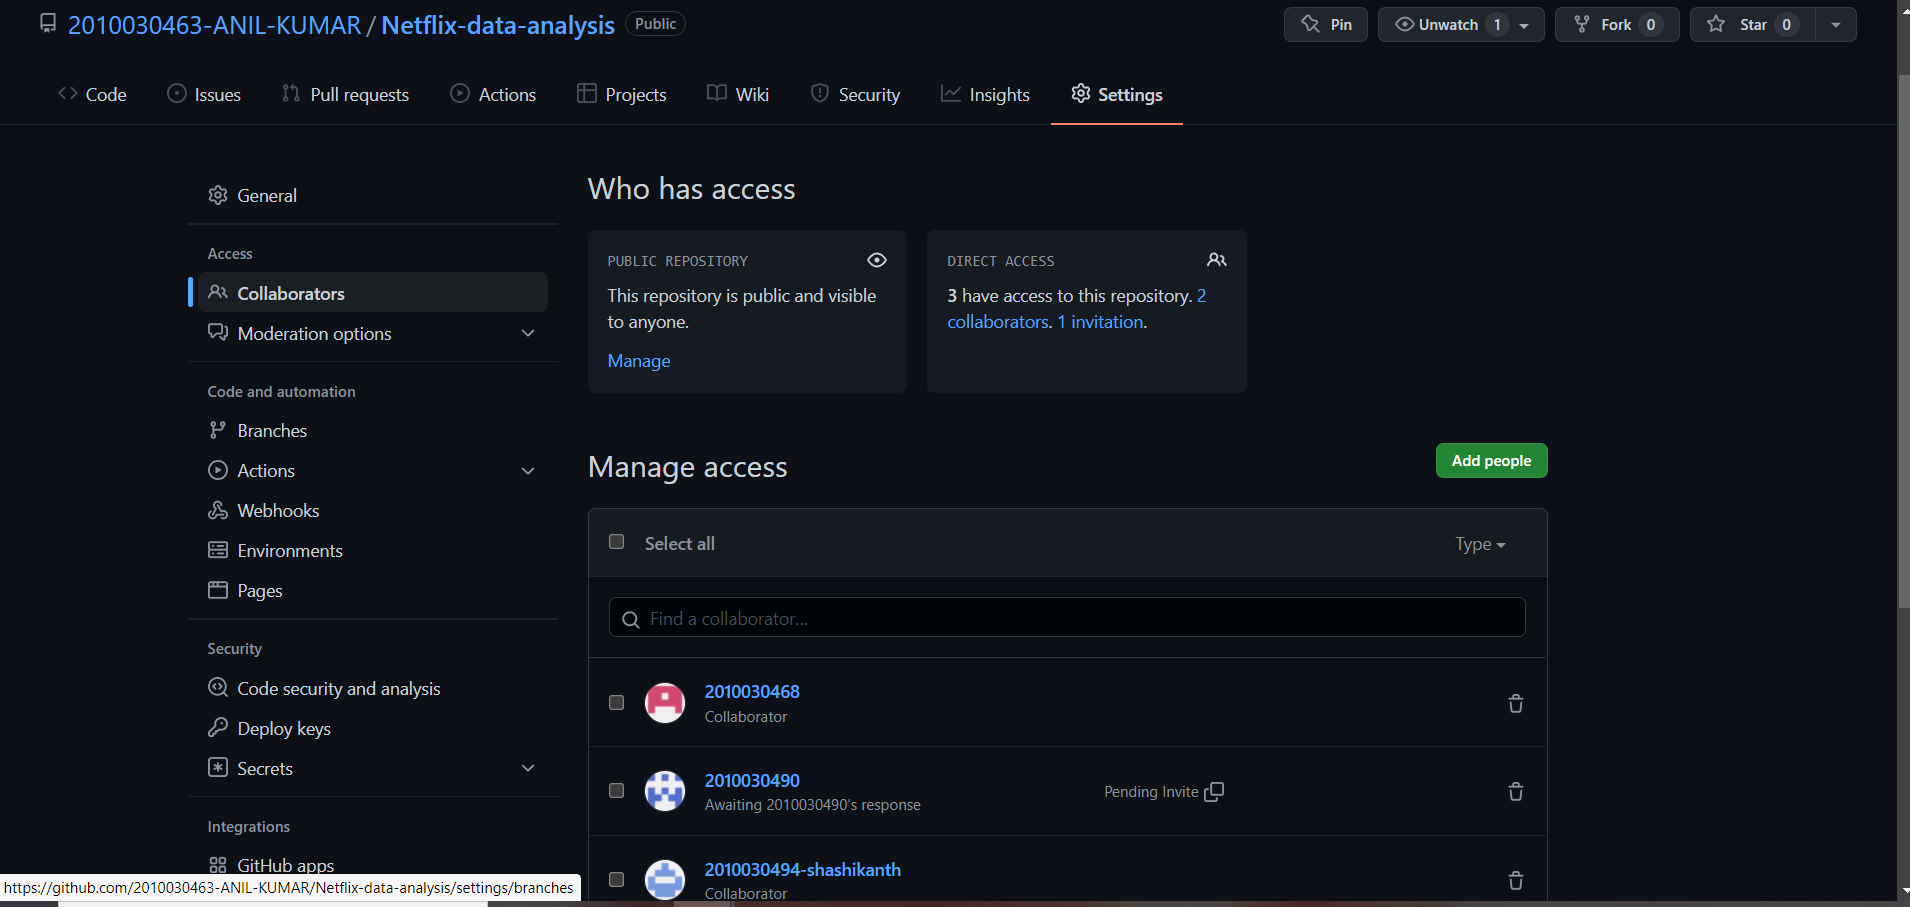 2010030463-ANIL-KUMAR / Netflix-data-analysis Public
Pin Unwatch 1 Fork 0 Star 0
Code Issues Pull requests Actions Projects Wiki Security Insights Settings
General
Access
Collaborators
Moderation options
Code and automation
Branches
Actions
Webhooks
Environments
Pages
Security
Code security and analysis
Deploy keys
Secrets
Integrations
GitHub apps
Who has access
PUBLIC REPOSITORY
This repository is public and visible
to anyone.
Manage
DIRECT ACCESS
3 have access to this repository. 2
collaborators. 1 invitation.
Manage access
Add people
Select all Type
Find a collaborator...
2010030468
Collaborator
2010030490
Awaiting 2010030490's response
Pending Invite
2010030494-shashikanth
Collaborator
https://github.com/2010030463-ANIL-KUMAR/Netflix-data-analysis/settings/branches